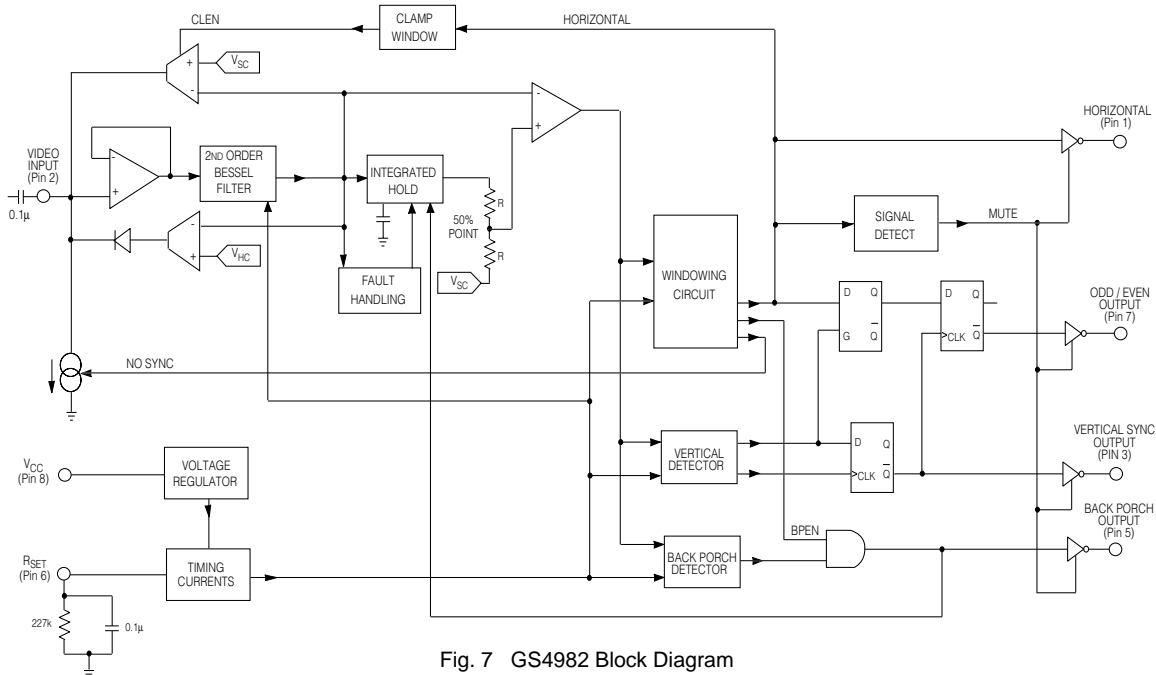 CLEN
CLAMP
WINDOW
HORIZONTAL
+
VSC
-
-
+
HORIZONTAL
(Pin 1)
VIDEO
INPUT
(Pin 2)
0.1µ
-
+
2ND ORDER
BESSEL
FILTER
INTEGRATED
HOLD
R
50%
POINT
R
VSC
-
+
VHC
FAULT
HANDLING
WINDOWING
CIRCUIT
SIGNAL
DETECT
MUTE
D Q
G Q
D Q
CLK Q
ODD / EVEN
OUTPUT
(Pin 7)
NO SYNC
VCC
(Pin 8)
VOLTAGE
REGULATOR
VERTICAL
DETECTOR
D Q
CLK Q
VERTICAL SYNC
OUTPUT
(PIN 3)
RSET
(Pin 6)
TIMING
CURRENTS
BACK PORCH
DETECTOR
BPEN
BACK PORCH
OUTPUT
(Pin 5)
227k
0.1µ
Fig. 7 GS4982 Block Diagram